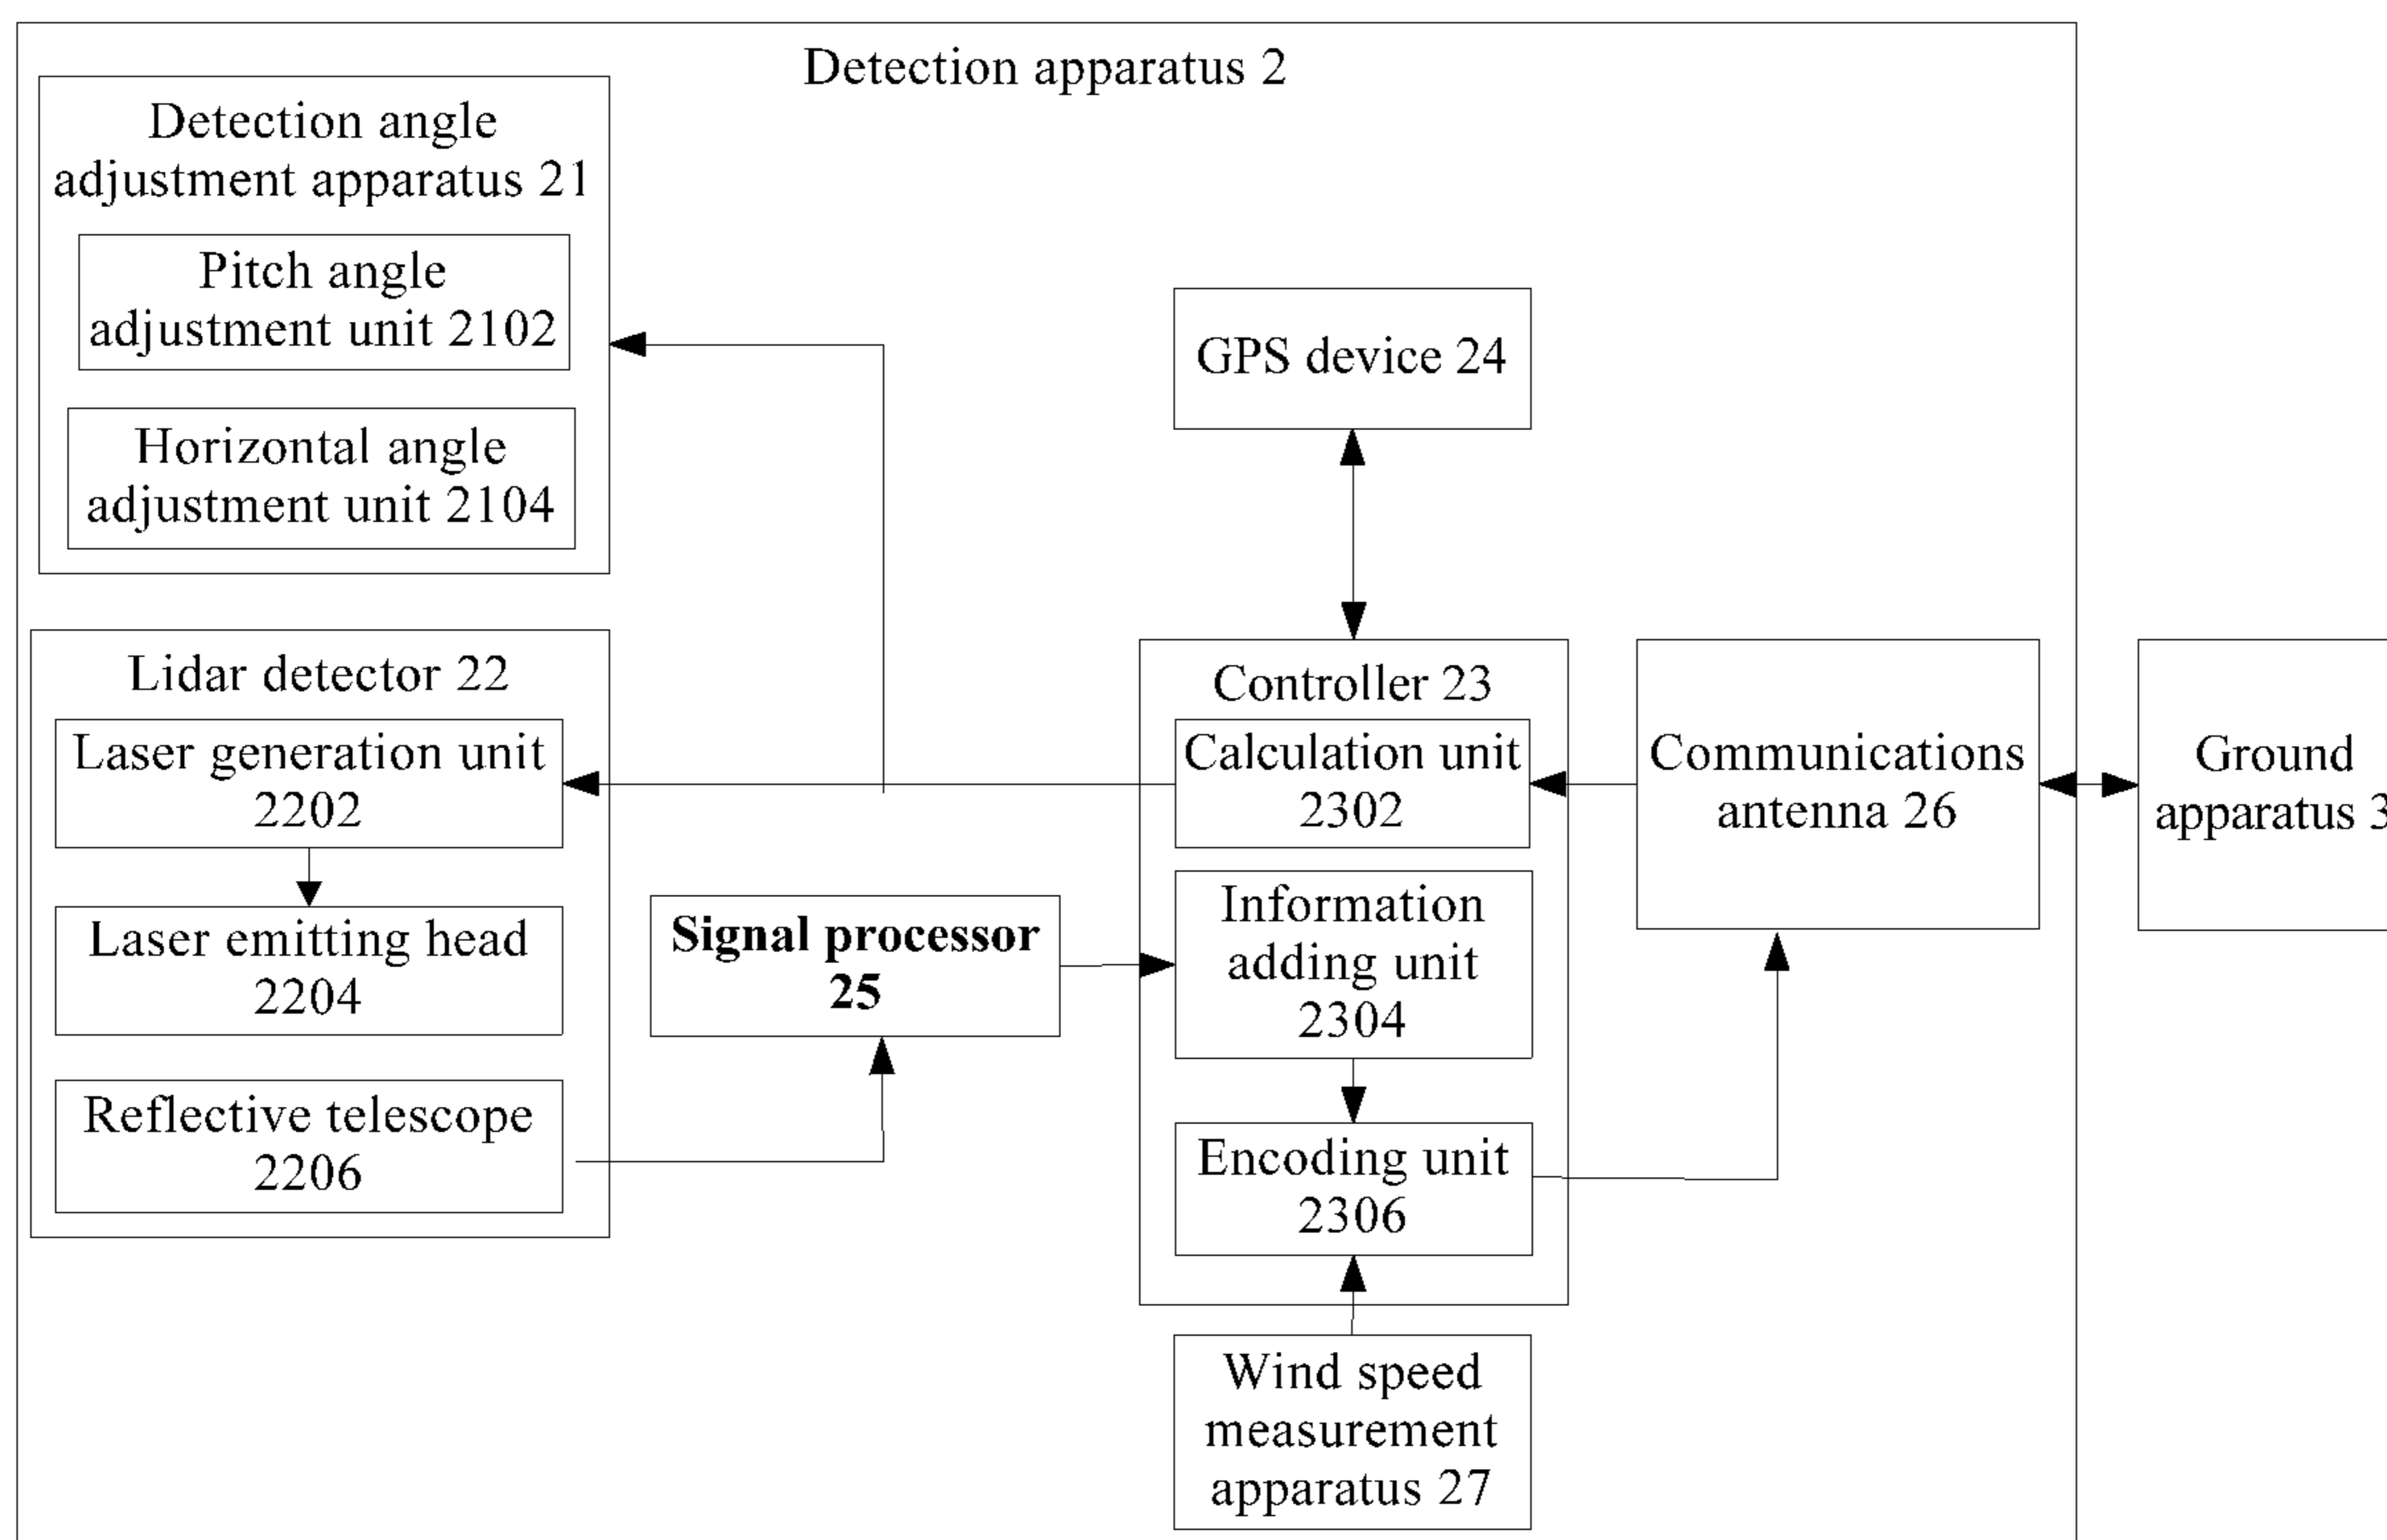 Detection apparatus 2
Detection angle
adjustment apparatus 21
Pitch angle
adjustment unit 2102
Horizontal angle
adjustment unit 2104
GPS device 24
Lidar detector 22
Laser generation unit
2202
Laser emitting head
2204
Reflective telescope
2206
Signal processor
25
Controller 23
Calculation unit
2302
Information
adding unit
2304
Encoding unit
2306
Wind speed
measurement
apparatus 27
Communications
antenna 26
Ground
apparatus 3